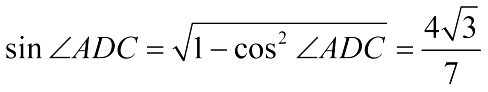 sin ∠ADC = √(1 − cos² ∠ADC) = 4√3/7